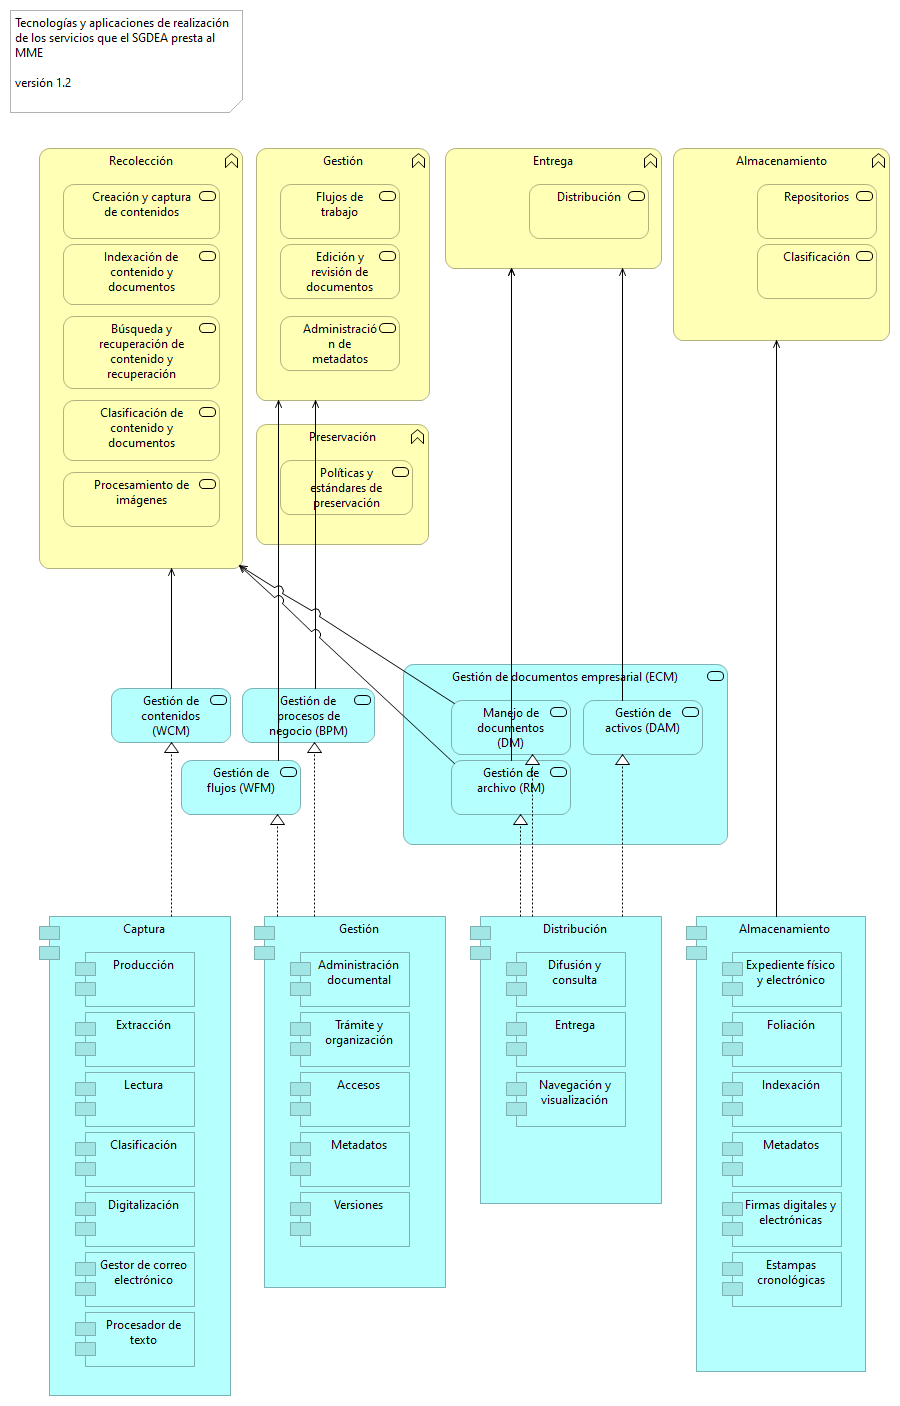 Tecnologías y aplicaciones de realización
de los servicios que el SGDEA presta al
MME
versión 1.2
Recolección
Creación y captura
de contenidos
Indexación de
contenido y
documentos
Búsqueda y
recuperación de
contenido y
recuperación
Clasificación de
contenido y
documentos
Procesamiento de
imágenes
Gestión
Flujos de
trabajo
Edición y
revisión de
documentos
Administració
n de
metadatos
Preservación
Políticas y
estándares de
preservación
Entrega
Distribución
Almacenamiento
Repositorios
Clasificación
Gestión de
contenidos
(WCM)
Gestión de
procesos de
negocio (BPM)
Gestión de
flujos (WFM)
Gestión de documentos empresarial (ECM)
Manejo de
documentos
(DM)
Gestión de
activos (DAM)
Gestión de
archivo (RM)
Captura
Producción
Extracción
Lectura
Clasificación
Digitalización
Gestor de correo
electrónico
Procesador de
texto
Gestión
Administración
documental
Trámite y
organización
Accesos
Metadatos
Versiones
Distribución
Difusión y
consulta
Entrega
Navegación y
visualización
Almacenamiento
Expediente físico
y electrónico
Foliación
Indexación
Metadatos
Firmas digitales y
electrónicas
Estampas
cronológicas